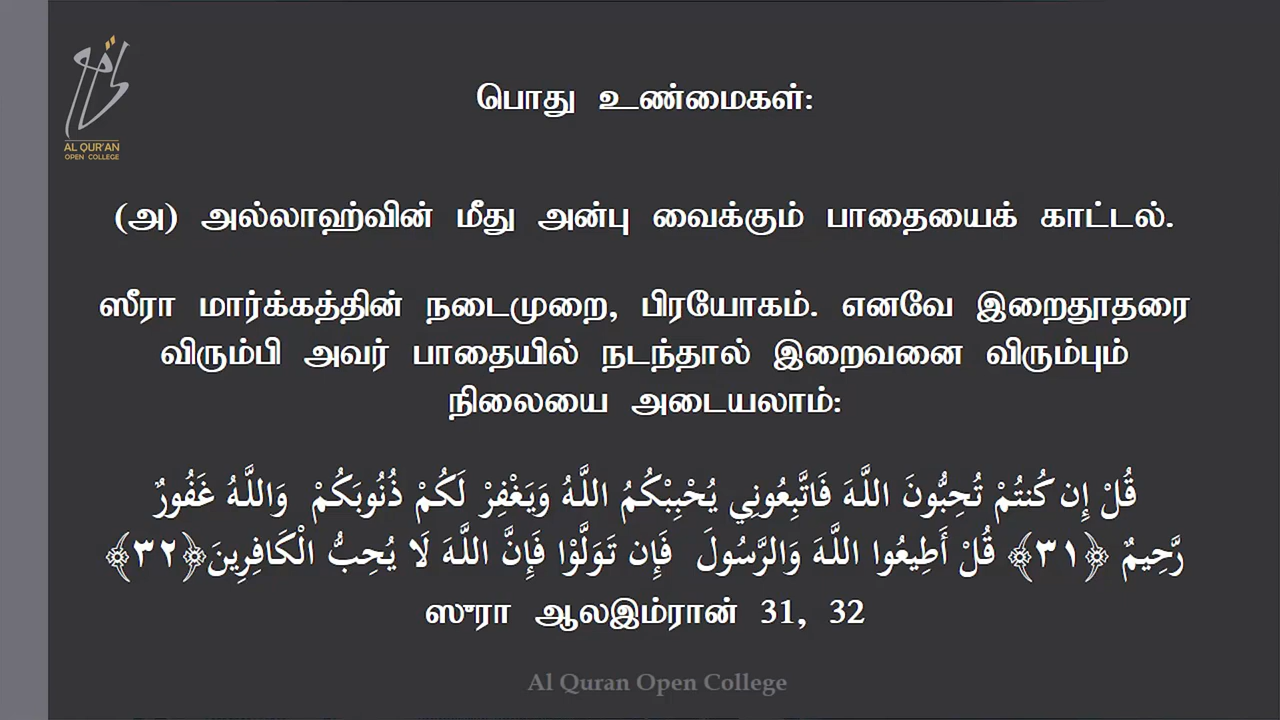 AL QUR'AN
OPEN COLLEGE
பொது உண்மைகள்:
(அ) அல்லாஹ்வின் மீது அன்பு வைக்கும் பாதையைக் காட்டல்.
ஸீரா மார்க்கத்தின் நடைமுறை, பிரயோகம். எனவே இறைதூதரை
விரும்பி அவர் பாதையில் நடந்தால் இறைவனை விரும்பும்
நிலையை அடையலாம்:
قُلْ إِن كُنتُمْ تُحِبُّونَ اللَّهَ فَاتَّبِعُونِي يُحْبِبْكُمُ اللَّهُ وَيَغْفِرْ لَكُمْ ذُنُوبَكُمْ وَاللَّهُ غَفُورٌ
رَّحِيمٌ ﴿٣١﴾ قُلْ أَطِيعُوا اللَّهَ وَالرَّسُولَ فَإِن تَوَلَّوْا فَإِنَّ اللَّهَ لَا يُحِبُّ الْكَافِرِينَ﴿٣٢﴾
ஸுரா ஆலஇம்ரான் 31, 32
Al Quran Open College